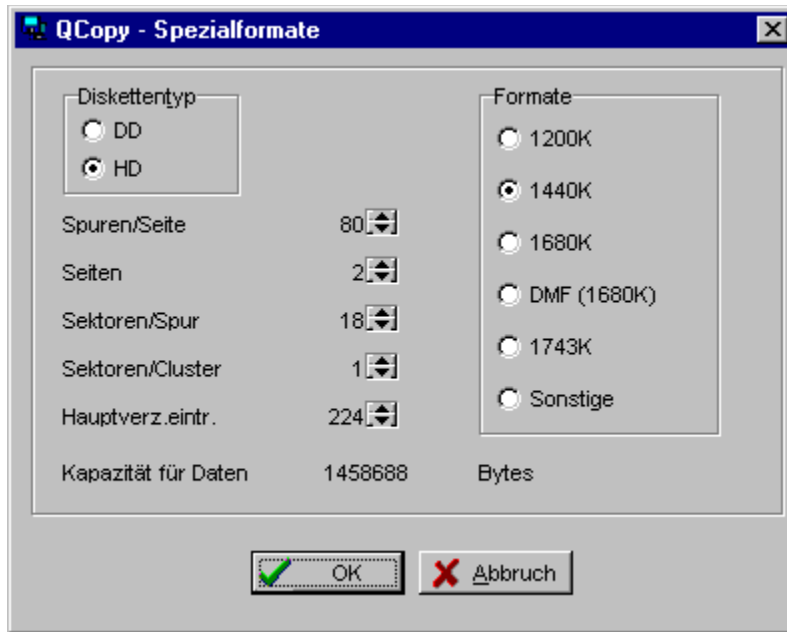 QCopy - Spezialformate
Diskettentyp
DD
HD
Spuren/Seite 80
Seiten 2
Sektoren/Spur 18
Sektoren/Cluster 1
Hauptverz.eintr. 224
Kapazität für Daten 1458688 Bytes
Formate
1200K
1440K
1680K
DMF (1680K)
1743K
Sonstige
OK
Abbruch